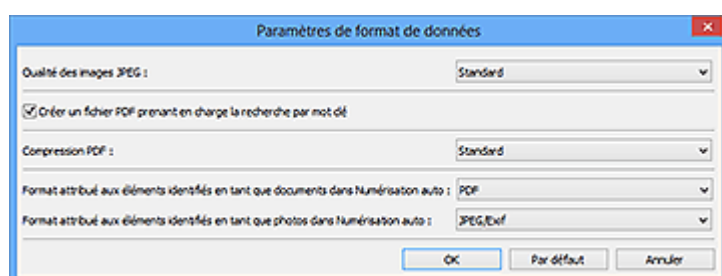 Paramètres de format de données
Qualité des images JPEG : Standard
Créer un fichier PDF prenant en charge la recherche par mot clé
Compression PDF : Standard
Format attribué aux éléments identifiés en tant que documents dans Numérisation auto : PDF
Format attribué aux éléments identifiés en tant que photos dans Numérisation auto : JPEG/Exif
OK Par défaut Annuler